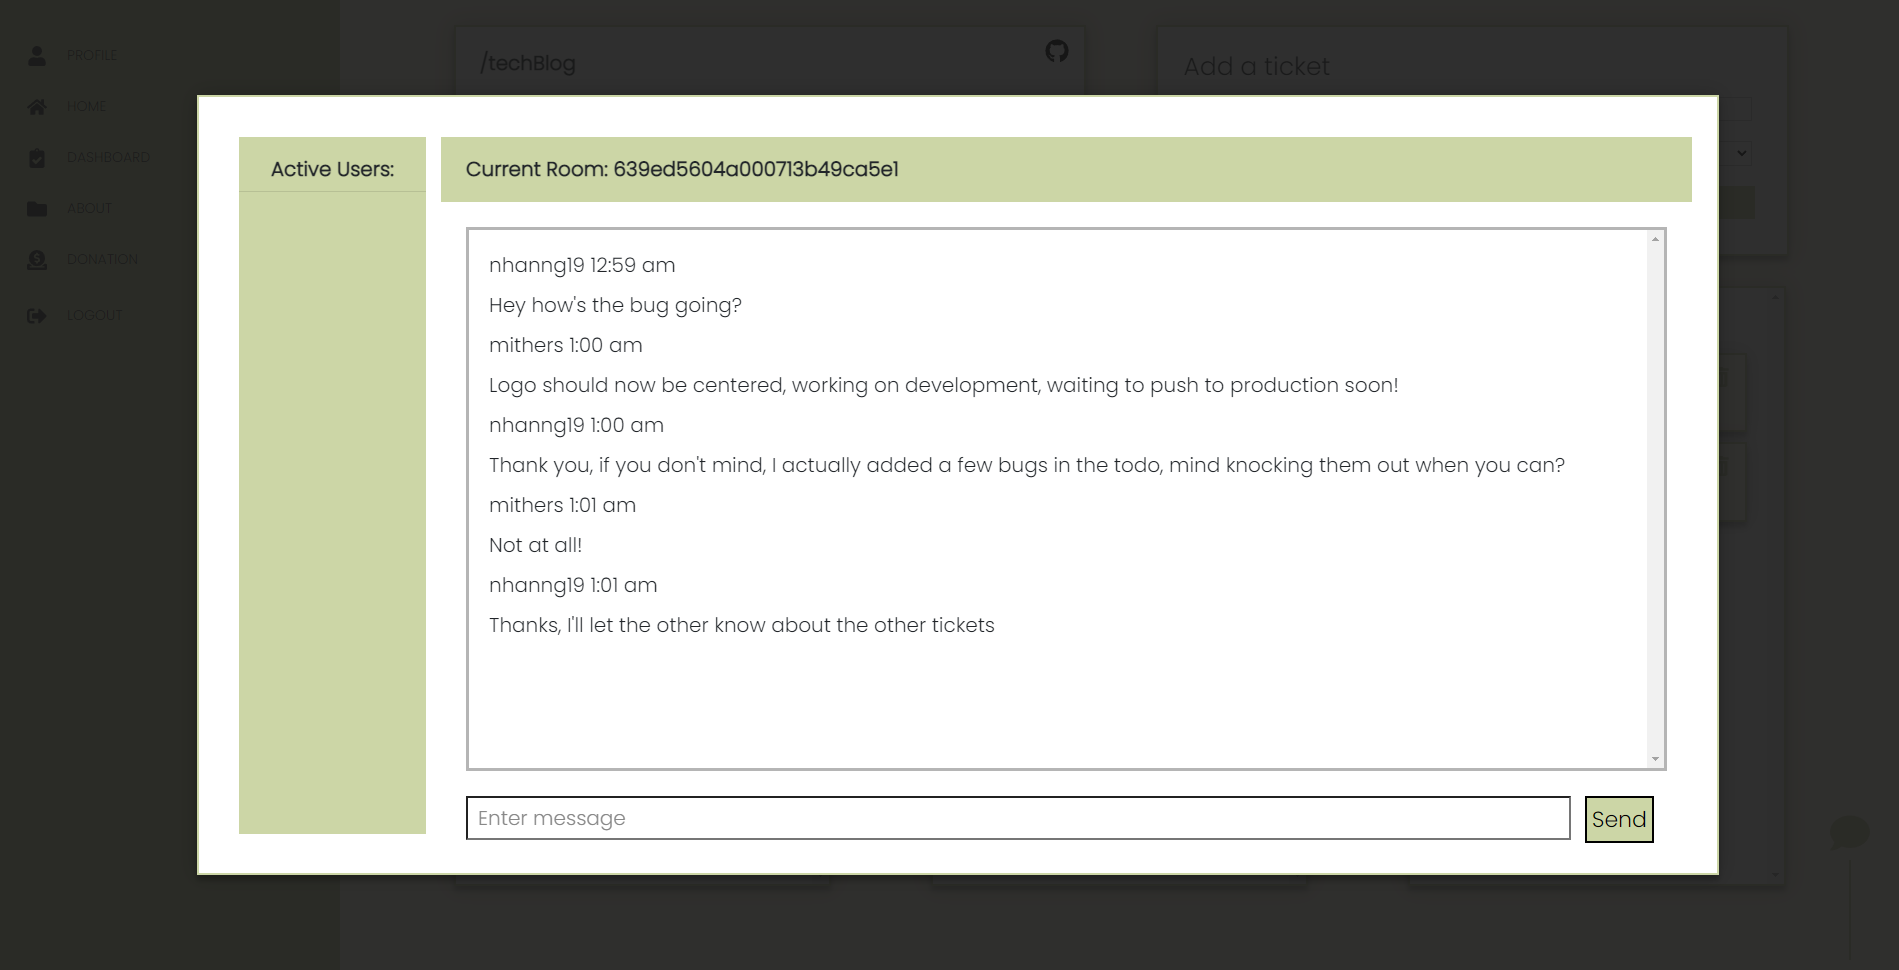 PROFILE
HOME
DASHBOARD
ABOUT
DONATION
LOGOUT
/techBlog
Add a ticket
Active Users:
Current Room: 639ed5604a000713b49ca5e1
nhanng19 12:59 am
Hey how's the bug going?
mithers 1:00 am
Logo should now be centered, working on development, waiting to push to production soon!
nhanng19 1:00 am
Thank you, if you don't mind, I actually added a few bugs in the todo, mind knocking them out when you can?
mithers 1:01 am
Not at all!
nhanng19 1:01 am
Thanks, I'll let the other know about the other tickets
Enter message
Send